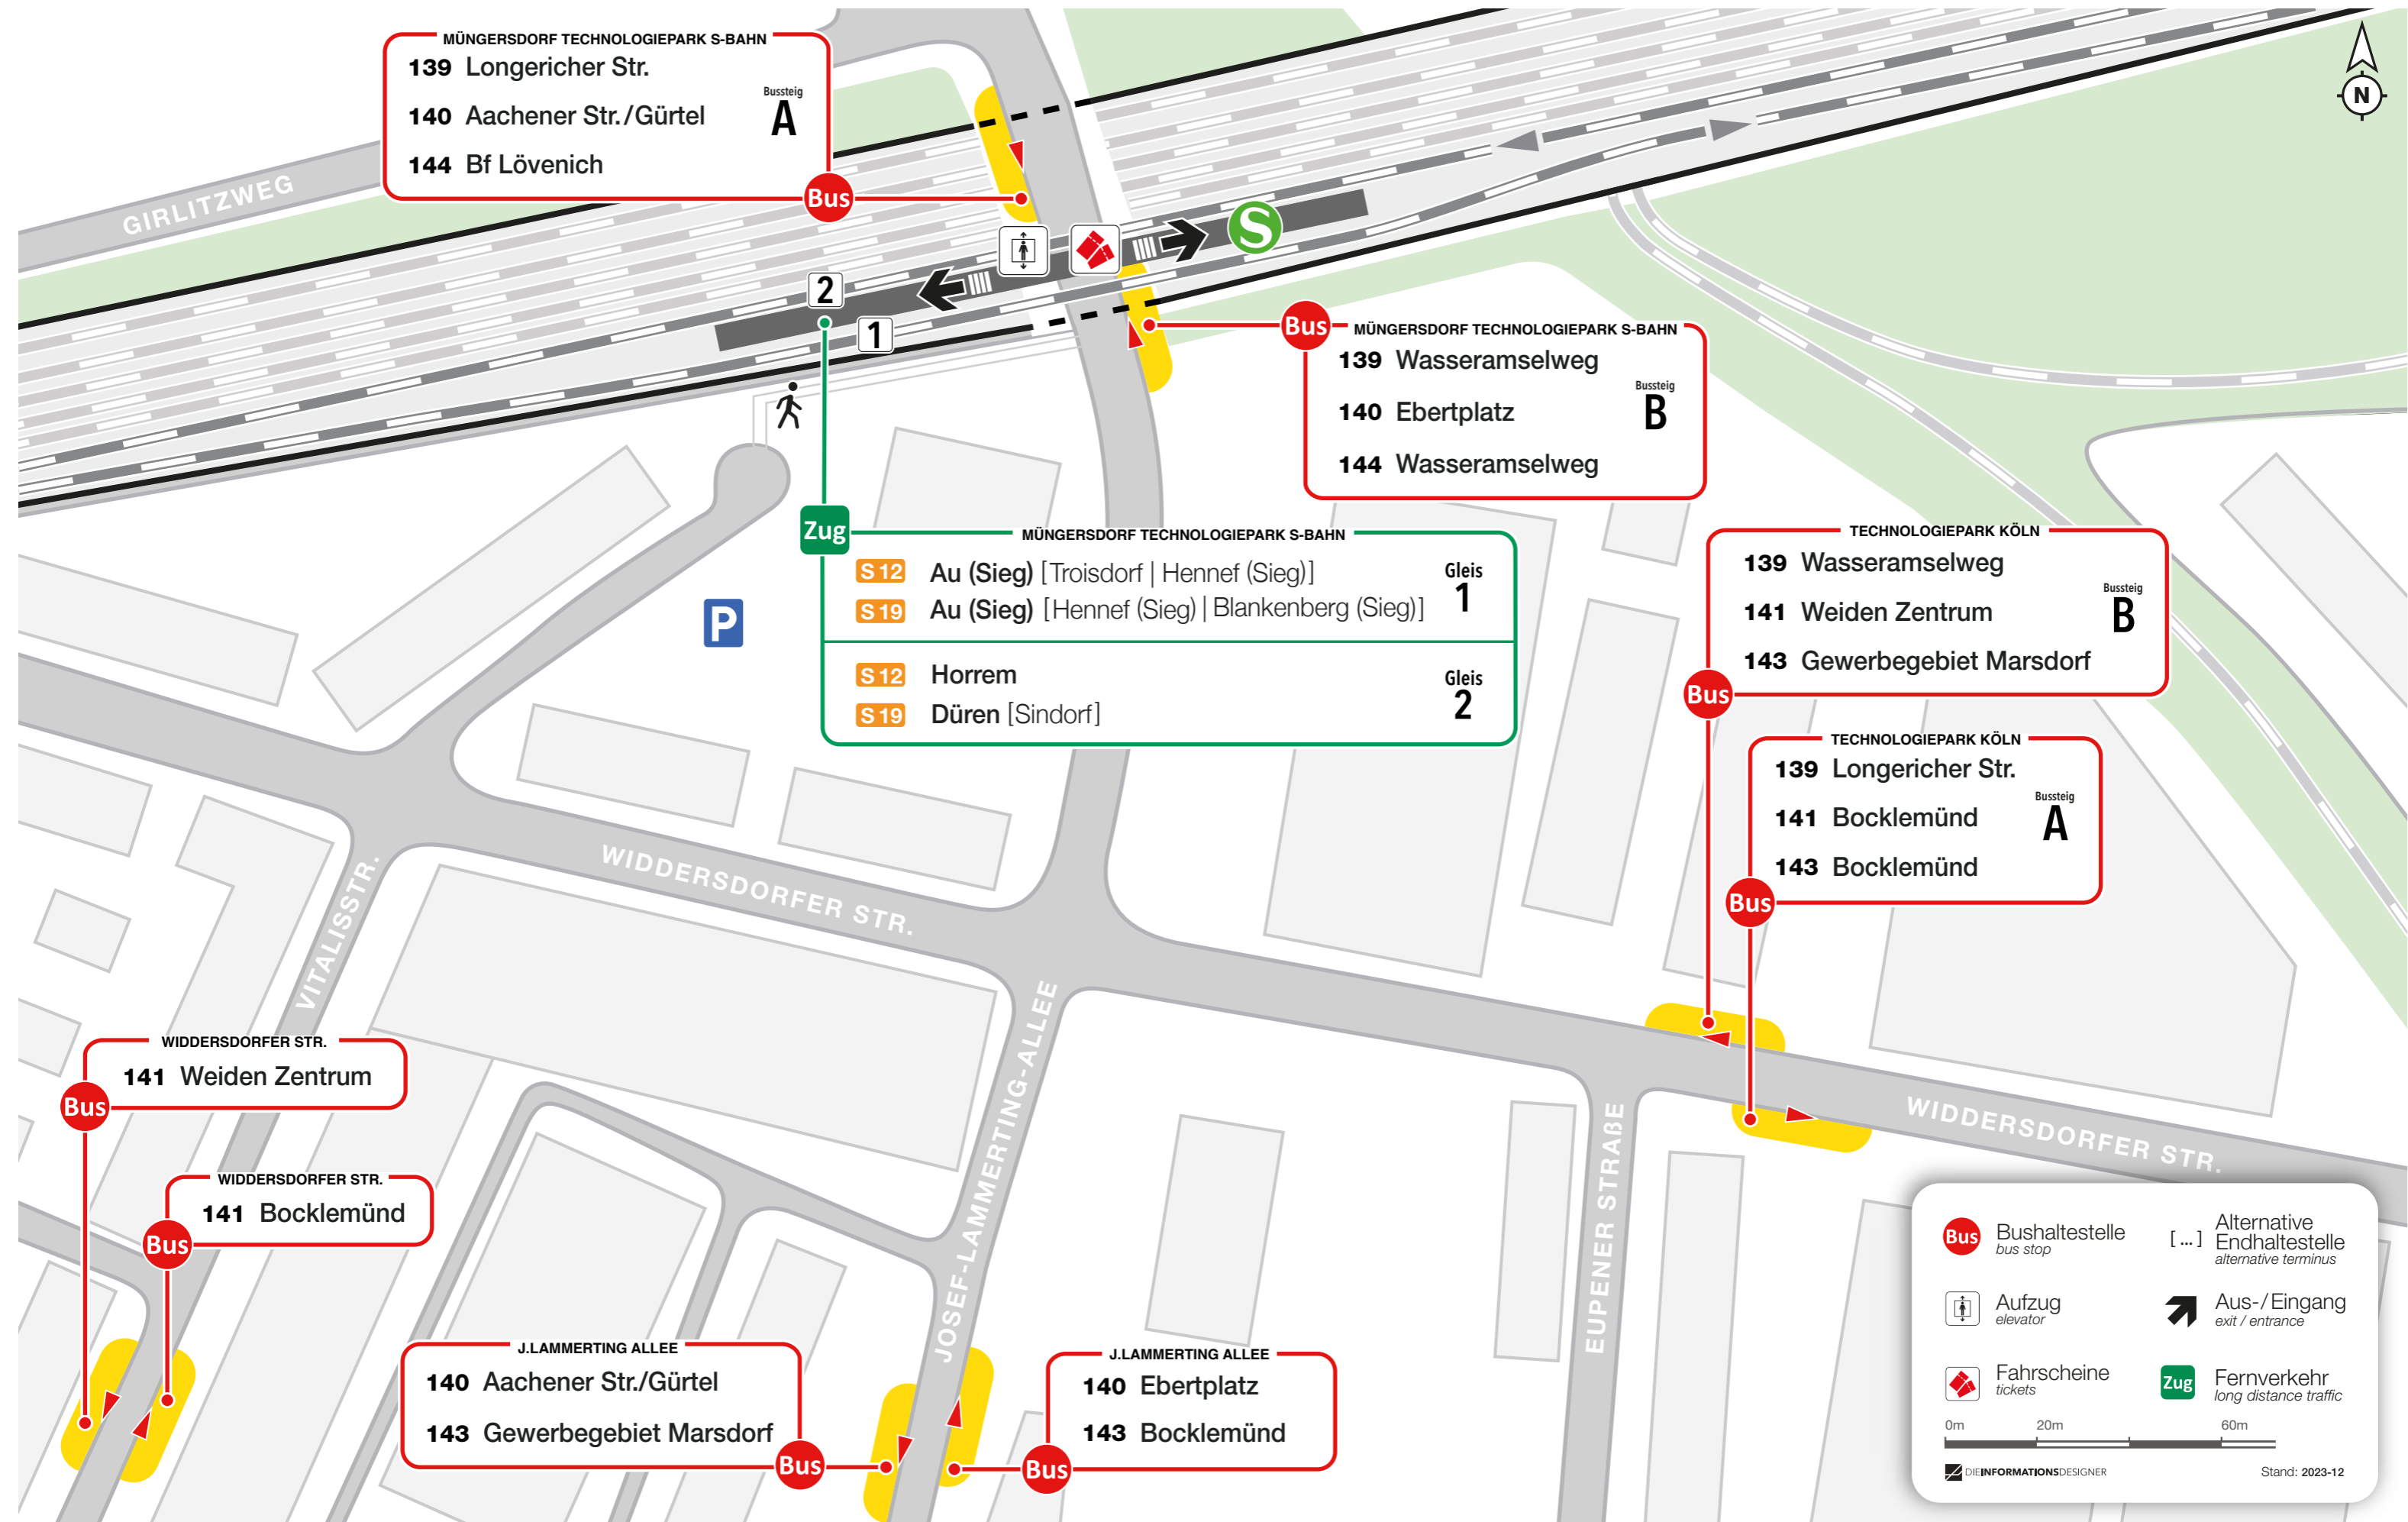 MÜNGERSDORF TECHNOLOGIEPARK S-BAHN
139 Longericher Str.
140 Aachener Str./Gürtel
144 Bf Lövenich
Bussteig
A
Bus
N
GIRLITZWEG
S
2
1
Bus
MÜNGERSDORF TECHNOLOGIEPARK S-BAHN
139 Wasseramselweg
140 Ebertplatz
144 Wasseramselweg
Bussteig
B
Zug
MÜNGERSDORF TECHNOLOGIEPARK S-BAHN
S 12 Au (Sieg) [Troisdorf | Hennef (Sieg)]
S 19 Au (Sieg) [Hennef (Sieg) | Blankenberg (Sieg)]
Gleis
1
S 12 Horrem
S 19 Düren [Sindorf]
Gleis
2
P
TECHNOLOGIEPARK KÖLN
139 Wasseramselweg
141 Weiden Zentrum
143 Gewerbegebiet Marsdorf
Bussteig
B
Bus
TECHNOLOGIEPARK KÖLN
139 Longericher Str.
141 Bocklemünd
143 Bocklemünd
Bussteig
A
Bus
WIDDERSDORFER STR.
VITALISSTR.
JOSEF-LAMMERTING-ALLEE
EUPENER STRAßE
WIDDERSDORFER STR.
WIDDERSDORFER STR.
141 Weiden Zentrum
Bus
WIDDERSDORFER STR.
141 Bocklemünd
Bus
J.LAMMERTING ALLEE
140 Aachener Str./Gürtel
143 Gewerbegebiet Marsdorf
Bus
J.LAMMERTING ALLEE
140 Ebertplatz
143 Bocklemünd
Bus
Bus
Bushaltestelle
bus stop
[ ... ]
Alternative
Endhaltestelle
alternative terminus
Aufzug
elevator
Aus-/Eingang
exit / entrance
Fahrscheine
tickets
Zug
Fernverkehr
long distance traffic
0m 20m 60m
DIEINFORMATIONSDESIGNER
Stand: 2023-12